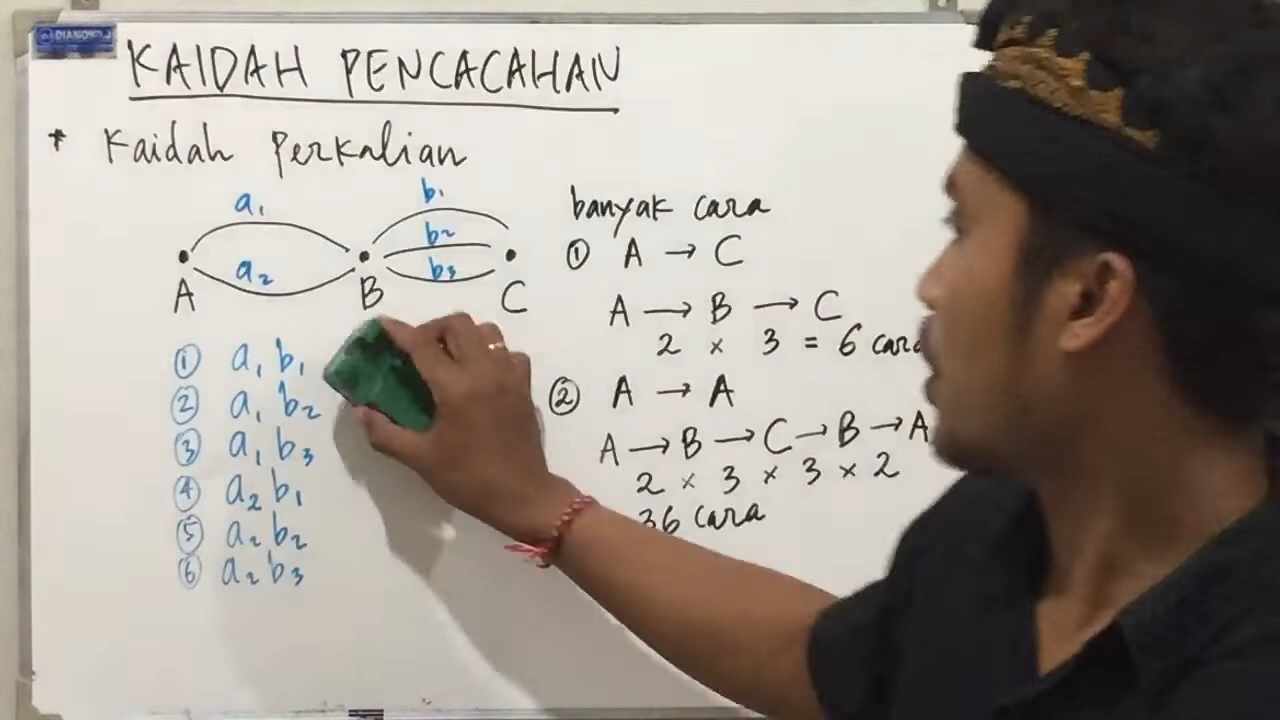 DIAMOND
KAIDAH PENCACAHAN
* Kaidah Perkalian
a₁
a₂
b₁
b₂
b₃
A
B
C
① a₁ b₁
② a₁ b₂
③ a₁ b₃
④ a₂ b₁
⑤ a₂ b₂
⑥ a₂ b₃
banyak cara
① A → C
A → B → C
2 × 3 = 6 cara
② A → A
A → B → C → B → A
2 × 3 × 3 × 2
36 cara